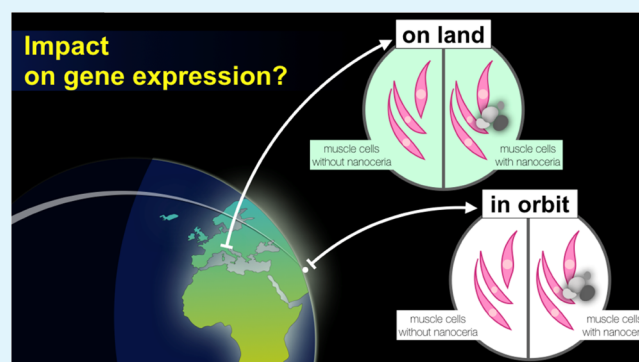 Impact
on gene expression?
on land
muscle cells
without nanoceria
muscle cells
with nanoceria
in orbit
muscle cells
without nanoceria
muscle cells
with nanoceria